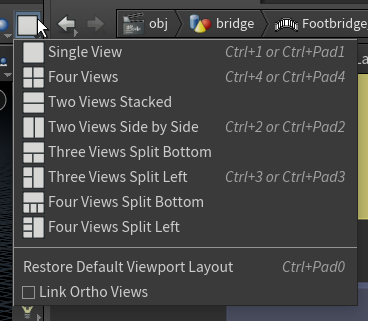 obj bridge Footbridge
Single View Ctrl+1 or Ctrl+Pad1
Four Views Ctrl+4 or Ctrl+Pad4
Two Views Stacked
Two Views Side by Side Ctrl+2 or Ctrl+Pad2
Three Views Split Bottom
Three Views Split Left Ctrl+3 or Ctrl+Pad3
Four Views Split Bottom
Four Views Split Left
Restore Default Viewport Layout Ctrl+Pad0
Link Ortho Views